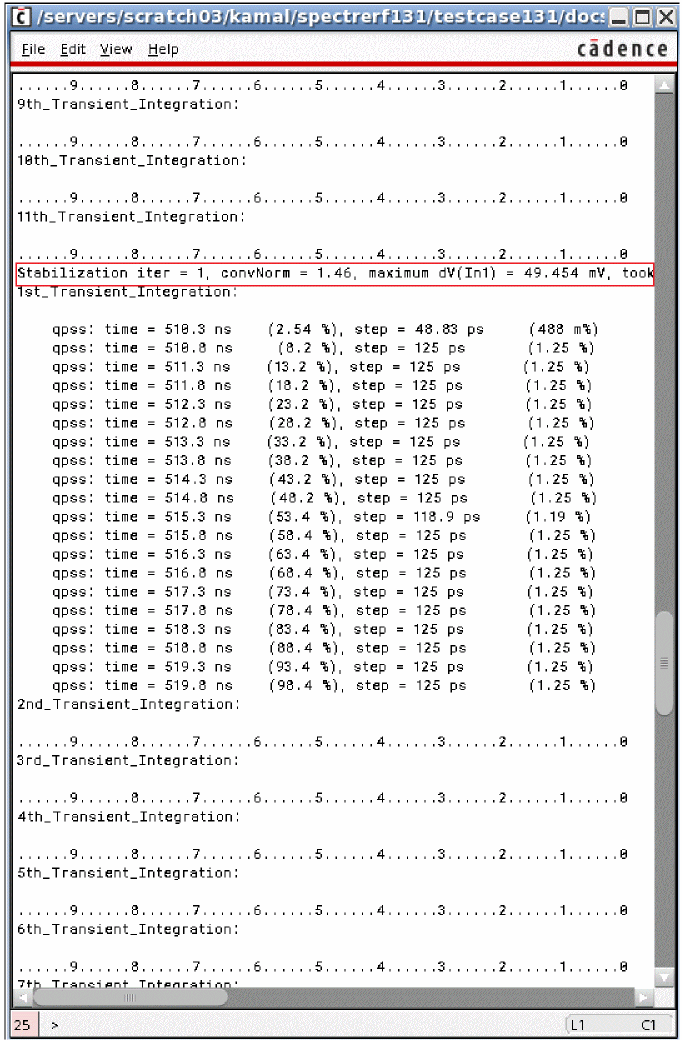 /servers/scratch03/kamal/spectrerf131/testcase131/docs
File Edit View Help cādence
......9......8......7......6......5......4......3......2......1......0
9th_Transient_Integration:
......9......8......7......6......5......4......3......2......1......0
10th_Transient_Integration:
......9......8......7......6......5......4......3......2......1......0
11th_Transient_Integration:
......9......8......7......6......5......4......3......2......1......0
Stabilization iter = 1, convNorm = 1.46, maximum dV(In1) = 49.454 mV, took
1st_Transient_Integration:
qpss: time = 510.3 ns (2.54 %), step = 48.83 ps (488 m%)
qpss: time = 510.8 ns (8.2 %), step = 125 ps (1.25 %)
qpss: time = 511.3 ns (13.2 %), step = 125 ps (1.25 %)
qpss: time = 511.8 ns (18.2 %), step = 125 ps (1.25 %)
qpss: time = 512.3 ns (23.2 %), step = 125 ps (1.25 %)
qpss: time = 512.8 ns (28.2 %), step = 125 ps (1.25 %)
qpss: time = 513.3 ns (33.2 %), step = 125 ps (1.25 %)
qpss: time = 513.8 ns (38.2 %), step = 125 ps (1.25 %)
qpss: time = 514.3 ns (43.2 %), step = 125 ps (1.25 %)
qpss: time = 514.8 ns (48.2 %), step = 125 ps (1.25 %)
qpss: time = 515.3 ns (53.4 %), step = 118.9 ps (1.19 %)
qpss: time = 515.8 ns (58.4 %), step = 125 ps (1.25 %)
qpss: time = 516.3 ns (63.4 %), step = 125 ps (1.25 %)
qpss: time = 516.8 ns (68.4 %), step = 125 ps (1.25 %)
qpss: time = 517.3 ns (73.4 %), step = 125 ps (1.25 %)
qpss: time = 517.8 ns (78.4 %), step = 125 ps (1.25 %)
qpss: time = 518.3 ns (83.4 %), step = 125 ps (1.25 %)
qpss: time = 518.8 ns (88.4 %), step = 125 ps (1.25 %)
qpss: time = 519.3 ns (93.4 %), step = 125 ps (1.25 %)
qpss: time = 519.8 ns (98.4 %), step = 125 ps (1.25 %)
2nd_Transient_Integration:
......9......8......7......6......5......4......3......2......1......0
3rd_Transient_Integration:
......9......8......7......6......5......4......3......2......1......0
4th_Transient_Integration:
......9......8......7......6......5......4......3......2......1......0
5th_Transient_Integration:
......9......8......7......6......5......4......3......2......1......0
6th_Transient_Integration:
......9......8......7......6......5......4......3......2......1......0
7th_Transient_Integration:
25 > L1 C1